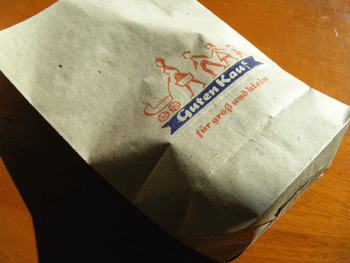 Guten Kauf
für groß und klein